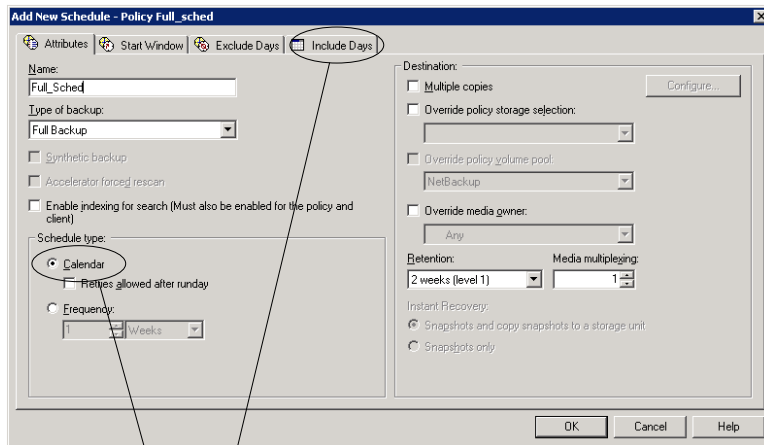 Add New Schedule - Policy Full_sched
Attributes
Start Window
Exclude Days
Include Days
Name:
Full_Sched
Type of backup:
Full Backup
Synthetic backup
Accelerator forced rescan
Enable indexing for search (Must also be enabled for the policy and
client)
Schedule type:
Calendar
Retries allowed after runday
Frequency:
1 Weeks
Destination:
Multiple copies
Configure...
Override policy storage selection:
Override policy volume pool:
NetBackup
Override media owner:
Any
Retention:
Media multiplexing:
2 weeks (level 1)
1
Instant Recovery:
Snapshots and copy snapshots to a storage unit
Snapshots only
OK
Cancel
Help